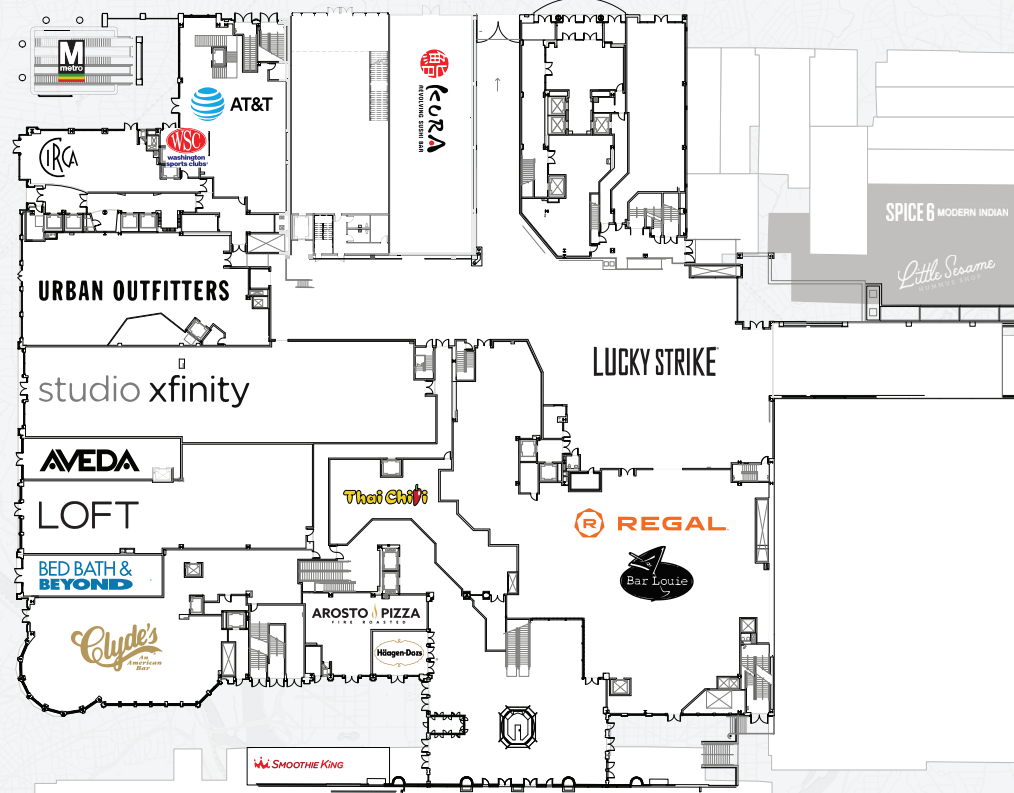 M
metro
AT&T
WSC
washington
sports clubs
CIRCA
KURA
REVOLVING SUSHI BAR
SPICE 6 MODERN INDIAN
Little Sesame
HUMMUS SHOP
URBAN OUTFITTERS
LUCKY STRIKE
studio xfinity
AVEDA
LOFT
Thai Chili
R REGAL
Bar Louie
BED BATH &
BEYOND
Clyde's
An
American
Bar
AROSTO PIZZA
FIRE ROASTED
Häagen-Dazs
SMOOTHIE KING